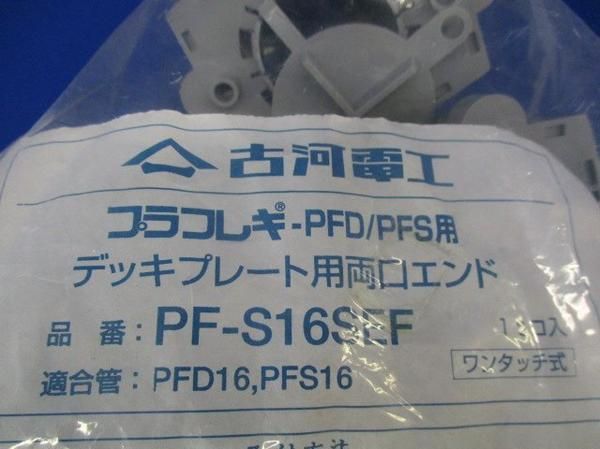 古河電工
プラフレキ®-PFD/PFS用
デッキプレート用両口エンド
品番:PF-S16SEF
コ入
適合管:PFD16,PFS16
ワンタッチ式